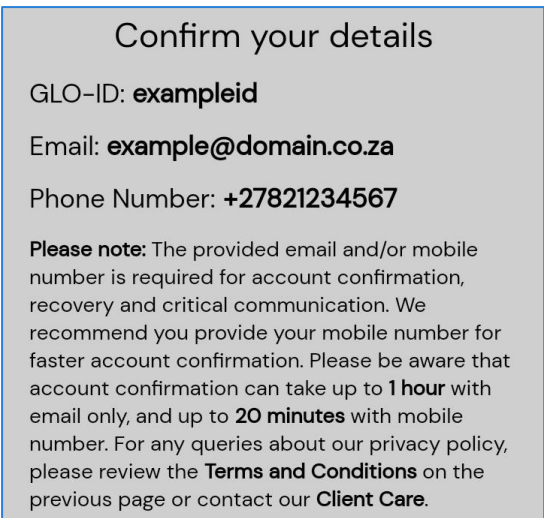 Confirm your details
GLO-ID: exampleid
Email: example@domain.co.za
Phone Number: +27821234567
Please note: The provided email and/or mobile
number is required for account confirmation,
recovery and critical communication. We
recommend you provide your mobile number for
faster account confirmation. Please be aware that
account confirmation can take up to 1 hour with
email only, and up to 20 minutes with mobile
number. For any queries about our privacy policy,
please review the Terms and Conditions on the
previous page or contact our Client Care.